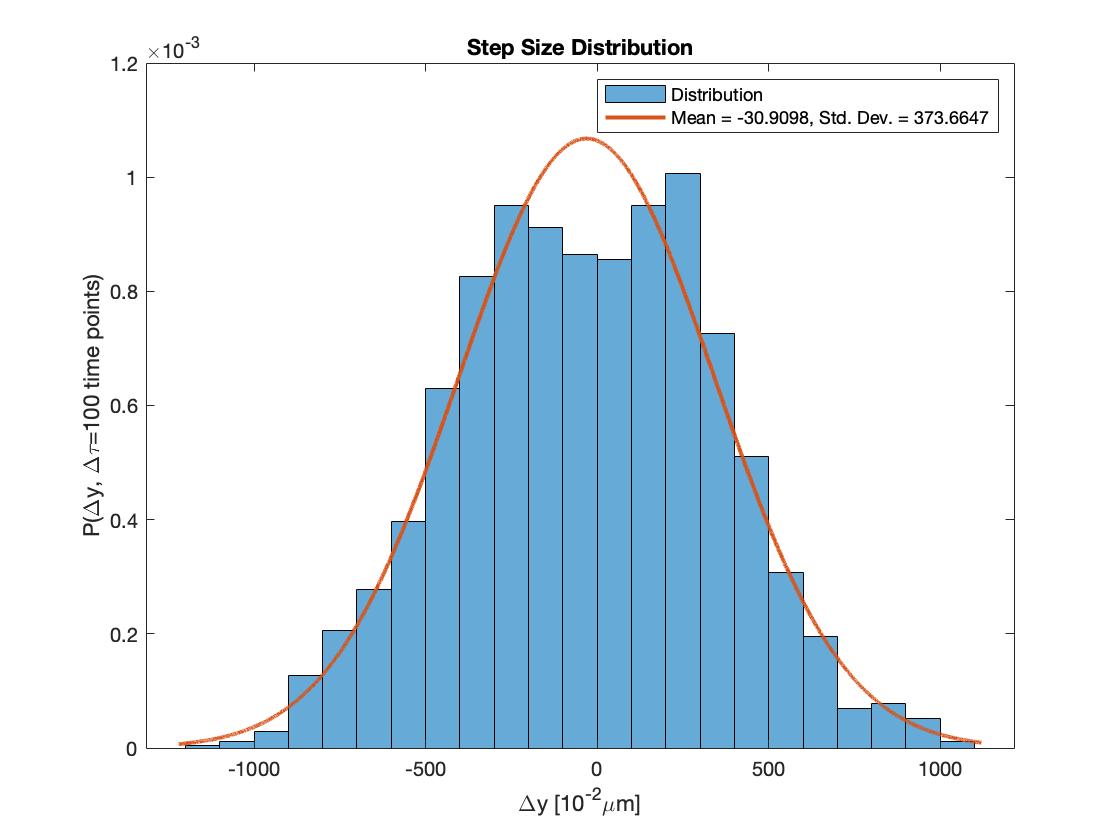 Step Size Distribution
×10⁻³
Distribution
Mean = -30.9098, Std. Dev. = 373.6647
1.2
1
0.8
0.6
0.4
0.2
0
P(Δy, Δτ=100 time points)
-1000 -500 0 500 1000
Δy [10⁻²μm]